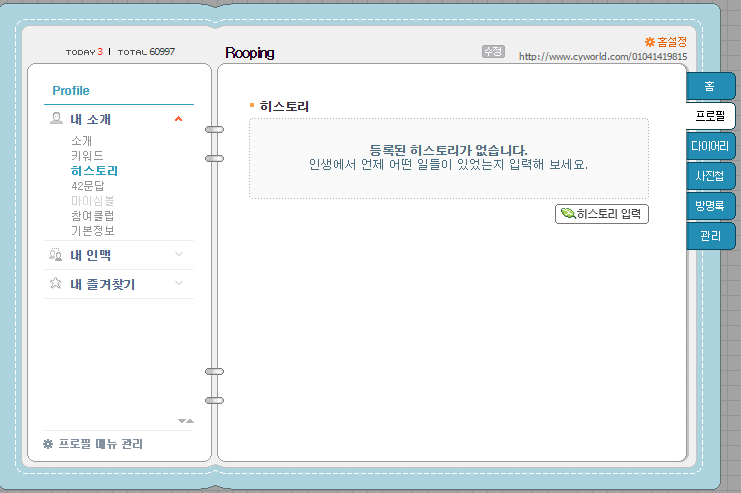 TODAY 3 | TOTAL 60997
Rooping
수정
홈설정
http://www.cyworld.com/01041419815
Profile
내 소개
소개
키워드
히스토리
42문답
마이심볼
참여클럽
기본정보
내 인맥
내 즐겨찾기
프로필 메뉴 관리
히스토리
등록된 히스토리가 없습니다.
인생에서 언제 어떤 일들이 있었는지 입력해 보세요.
히스토리 입력
홈
프로필
다이어리
사진첩
방명록
관리